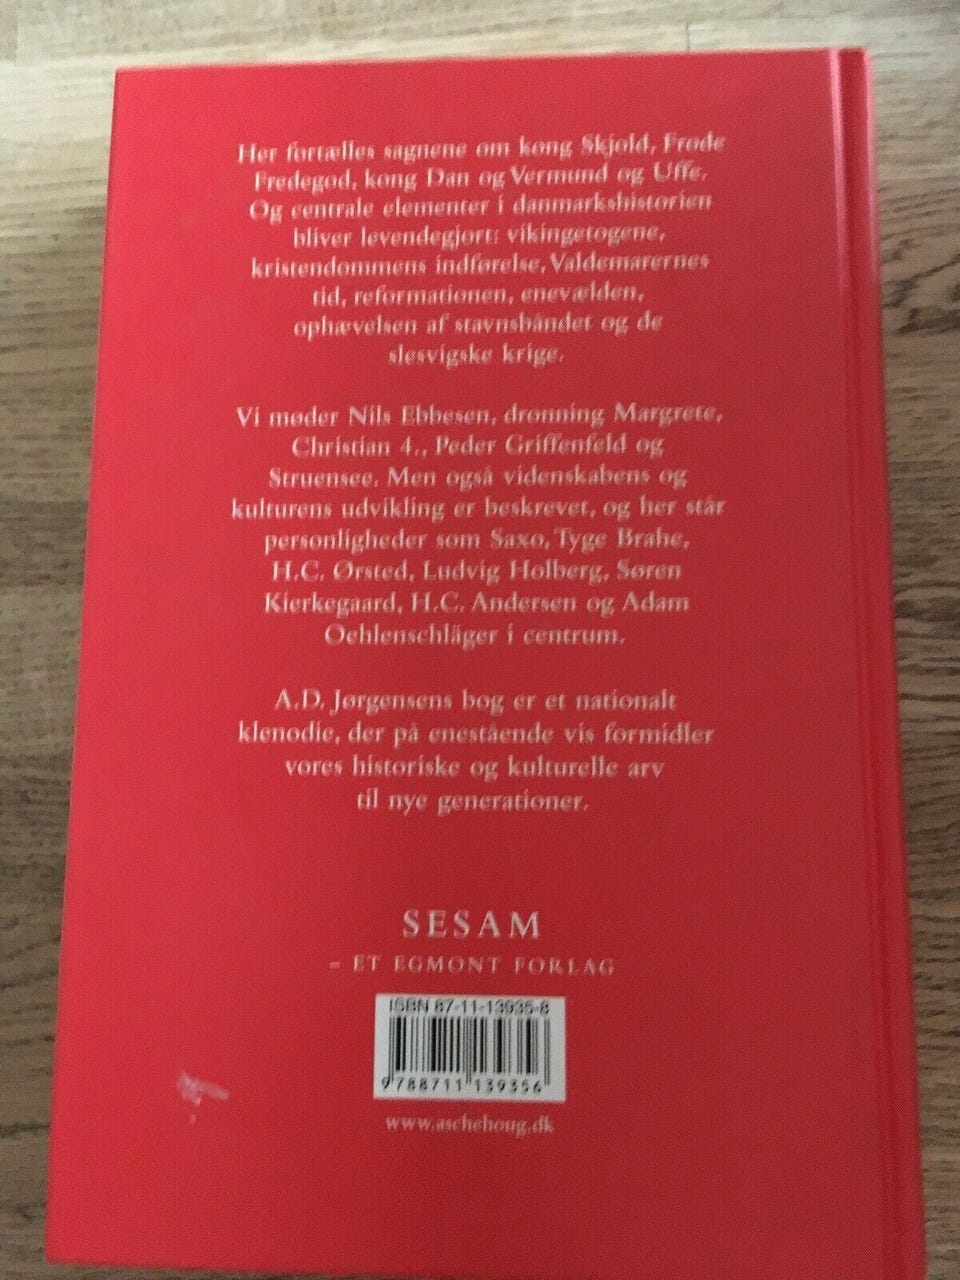 Her fortælles sagnene om kong Skjold, Frode
Fredegod, kong Dan og Vermund og Uffe.
Og centrale elementer i danmarkshistorien
bliver levendegjort: vikingetogene,
kristendommens indførelse, Valdemarernes
tid, reformationen, enevælden,
ophævelsen af stavnsbåndet og de
slesvigske krige.
Vi møder Nils Ebbesen, dronning Margrete,
Christian 4., Peder Griffenfeld og
Struensee. Men også videnskabens og
kulturens udvikling er beskrevet, og her står
personligheder som Saxo, Tyge Brahe,
H.C. Ørsted, Ludvig Holberg, Søren
Kierkegaard, H.C. Andersen og Adam
Oehlenschläger i centrum.
A.D. Jørgensens bog er et nationalt
klenodie, der på enestående vis formidler
vores historiske og kulturelle arv
til nye generationer.
SESAM
– ET EGMONT FORLAG
ISBN 87-11-13935-8
9 788711 139356
www.aschehoug.dk